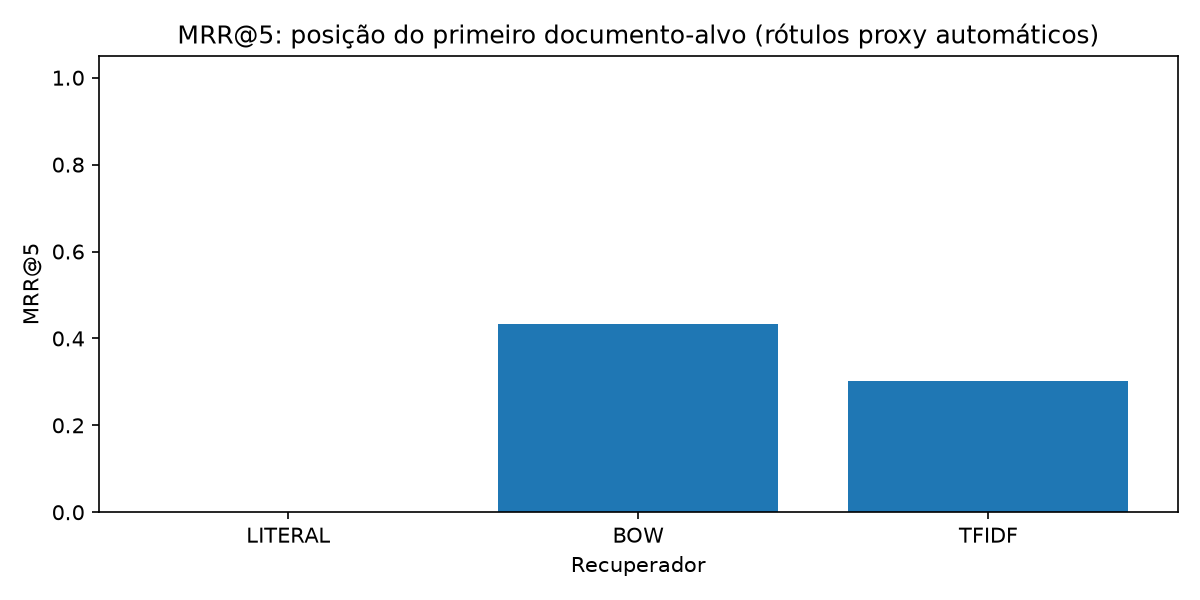 MRR@5: posição do primeiro documento-alvo (rótulos proxy automáticos)
1.0
0.8
0.6
0.4
0.2
0.0
MRR@5
LITERAL
BOW
TFIDF
Recuperador